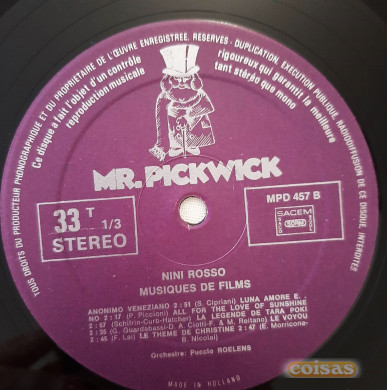 TOUS DROITS DU PRODUCTEUR PHONOGRAPHIQUE ET DU PROPRIETAIRE DE L'ŒUVRE ENREGISTREE, RESERVES - DUPLICATION, EXECUTION PUBLIQUE, RADIODIFFUSION DE CE DISQUE, INTERDITES
Ce disque a fait l'objet d'un contrôle
rigoureux qui garantit la meilleure
reproduction musicale
tant stéréo que mono
MR. PICKWICK
33 T 1/3
STEREO
MPD 457 B
SACEM
NINI ROSSO
MUSIQUES DE FILMS
ANONIMO VENEZIANO 2:51 (S. Cipriani) LUNA AMORE E..
NO 2:17 (P. Piccioni) ALL FOR THE LOVE OF SUNSHINE
2:57 (Schifrin-Curb-Hatcher) LA LEGENDE DE TARA POKI
2:35 (G. Guardabassi-D. A. Ciotti-F. & M. Reitano) LE VOYOU
2:45 (F. Lai) LE THEME DE CHRISTINE 2:47 (E. Morricone-
B. Nicolai)
Orchestre: Puccio ROELENS
MADE IN HOLLAND
coisas